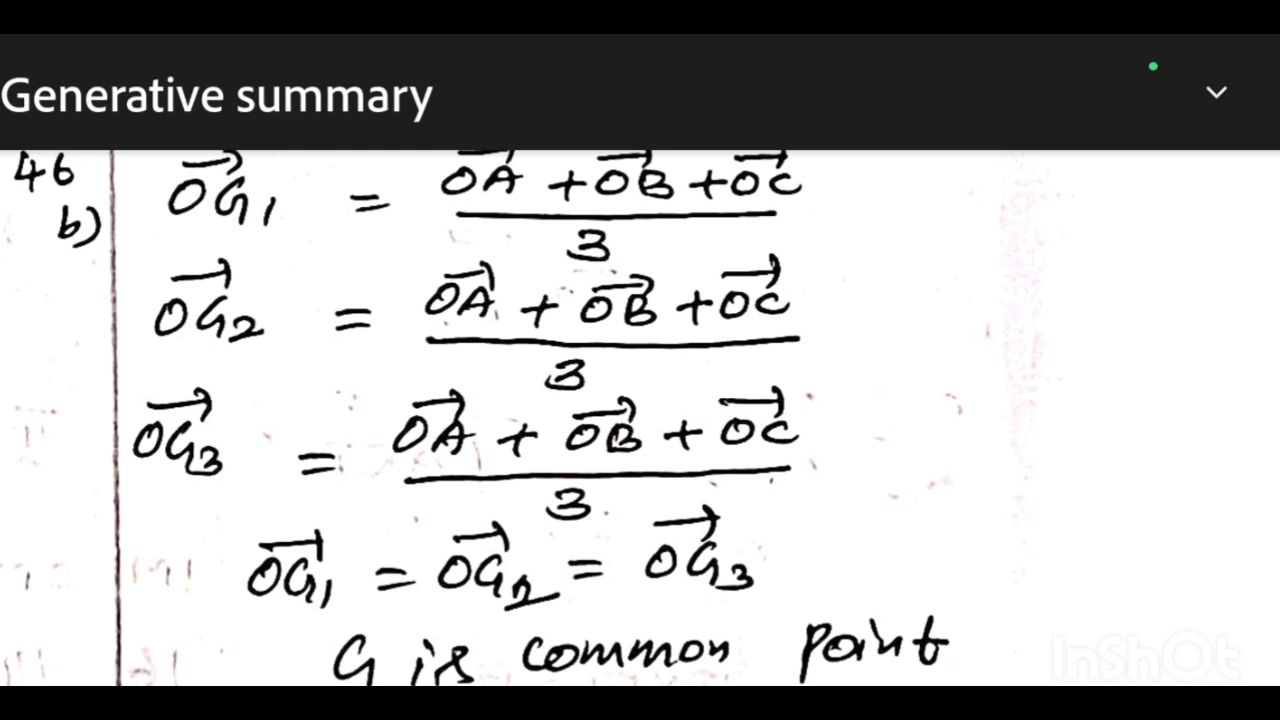 Generative summary
46
b)
→OG₁ = (→OA + →OB + →OC) / 3
→OG₂ = (→OA + →OB + →OC) / 3
→OG₃ = (→OA + →OB + →OC) / 3
→OG₁ = →OG₂ = →OG₃
G is common point
InShOt